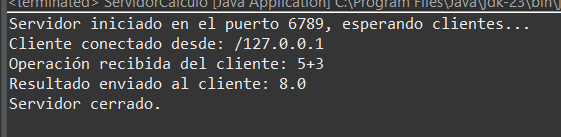 <terminated> ServidorCalculo [Java Application] C:\Program Files\Java\jdk-23\bin\j
Servidor iniciado en el puerto 6789, esperando clientes...
Cliente conectado desde: /127.0.0.1
Operación recibida del cliente: 5+3
Resultado enviado al cliente: 8.0
Servidor cerrado.